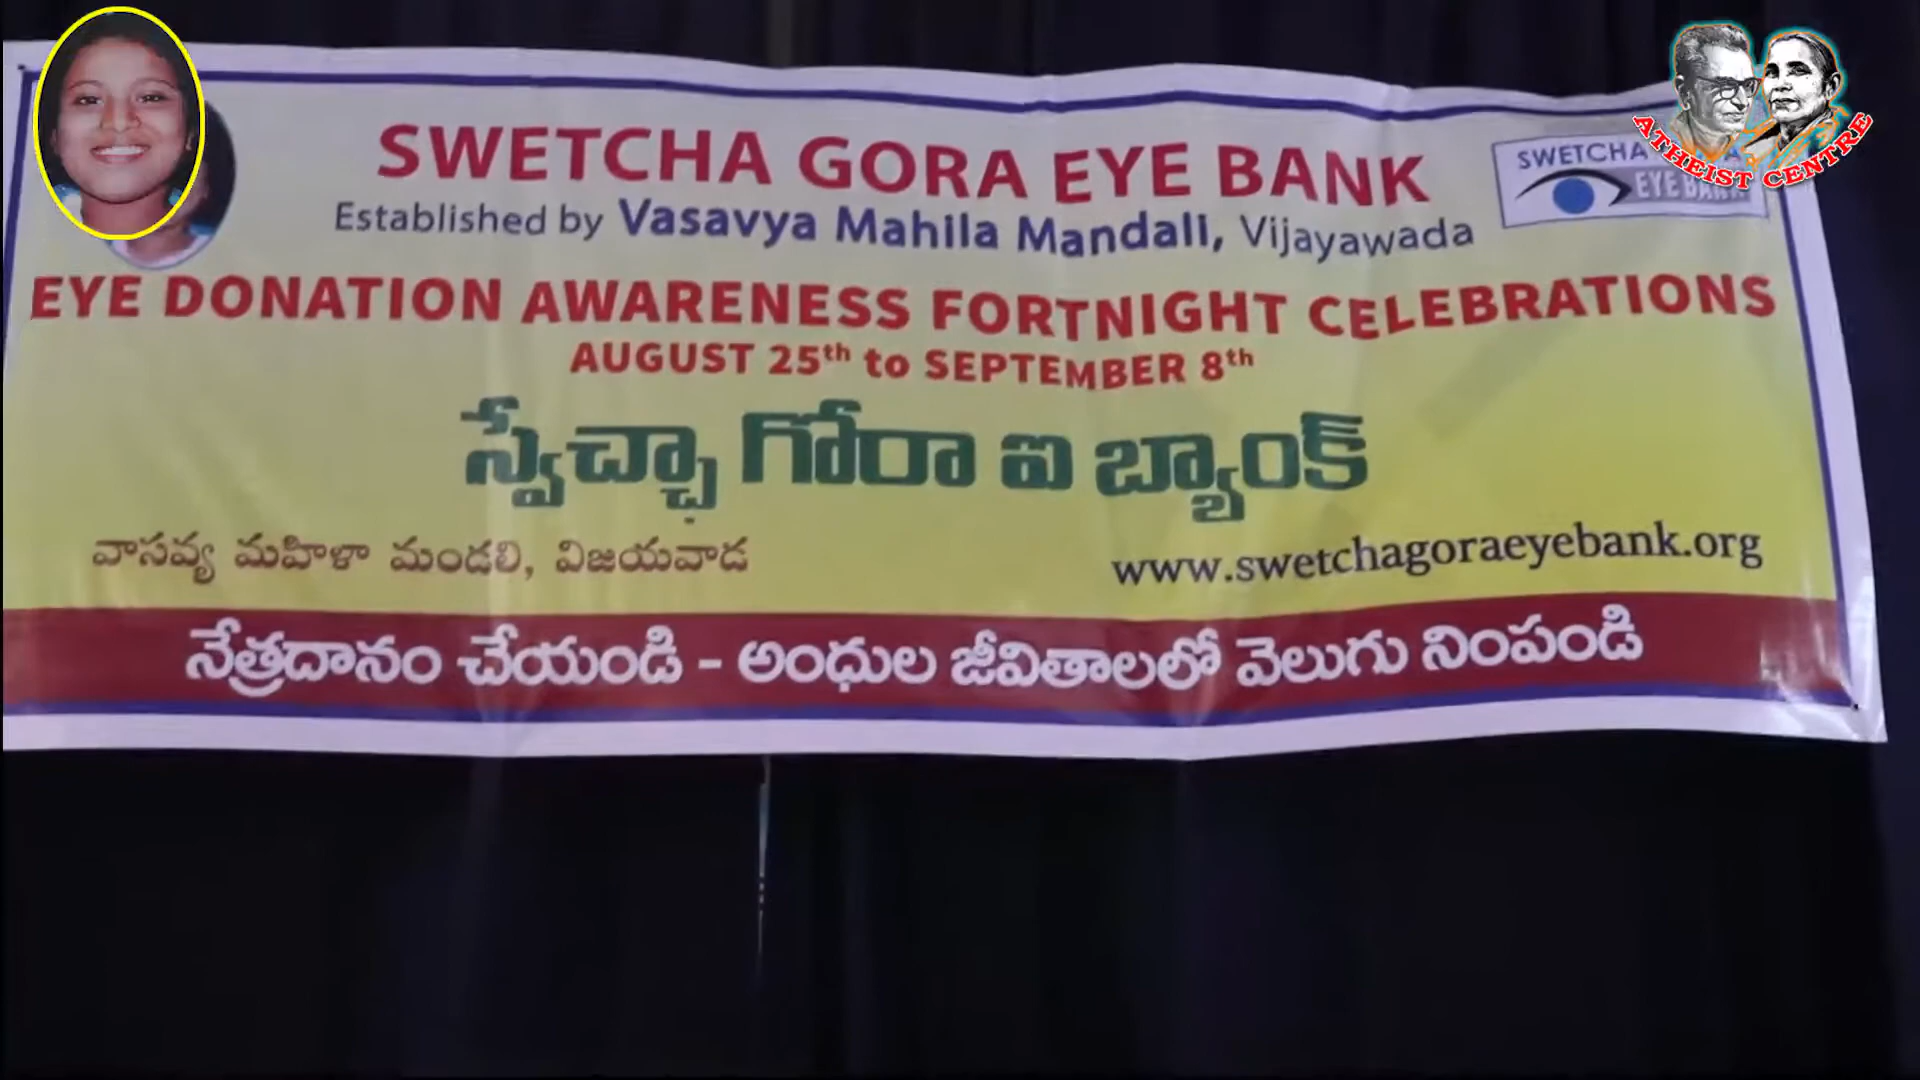 SWETCHA GORA EYE BANK
Established by Vasavya Mahila Mandali, Vijayawada
SWETCHA
EYE BANK
ATHEIST CENTRE
EYE DONATION AWARENESS FORTNIGHT CELEBRATIONS
AUGUST 25th to SEPTEMBER 8th
స్వేచ్ఛా గోరా ఐ బ్యాంక్
వాసవ్య మహిళా మండలి, విజయవాడ
www.swetchagoraeyebank.org
నేత్రదానం చేయండి - అంధుల జీవితాలలో వెలుగు నింపండి